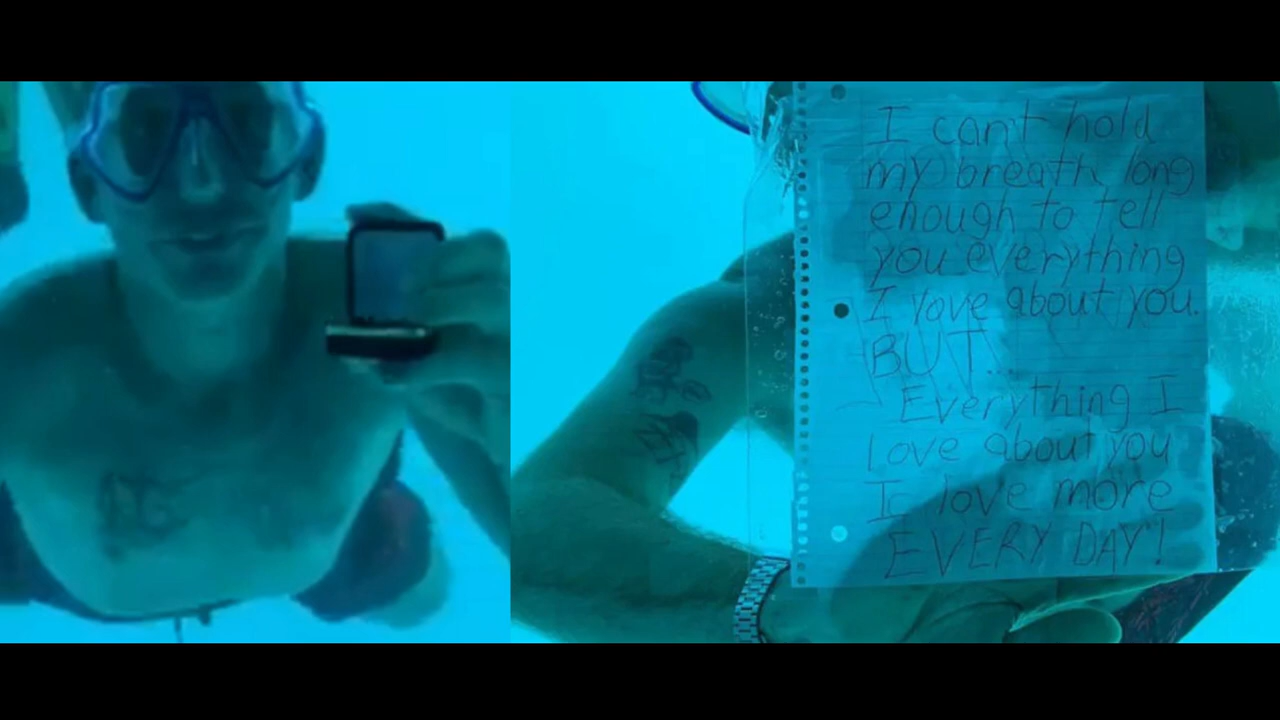 I can't hold
my breath long
enough to tell
you everything
I love about you.
BUT...
Everything I
love about you
I love more
EVERY DAY!